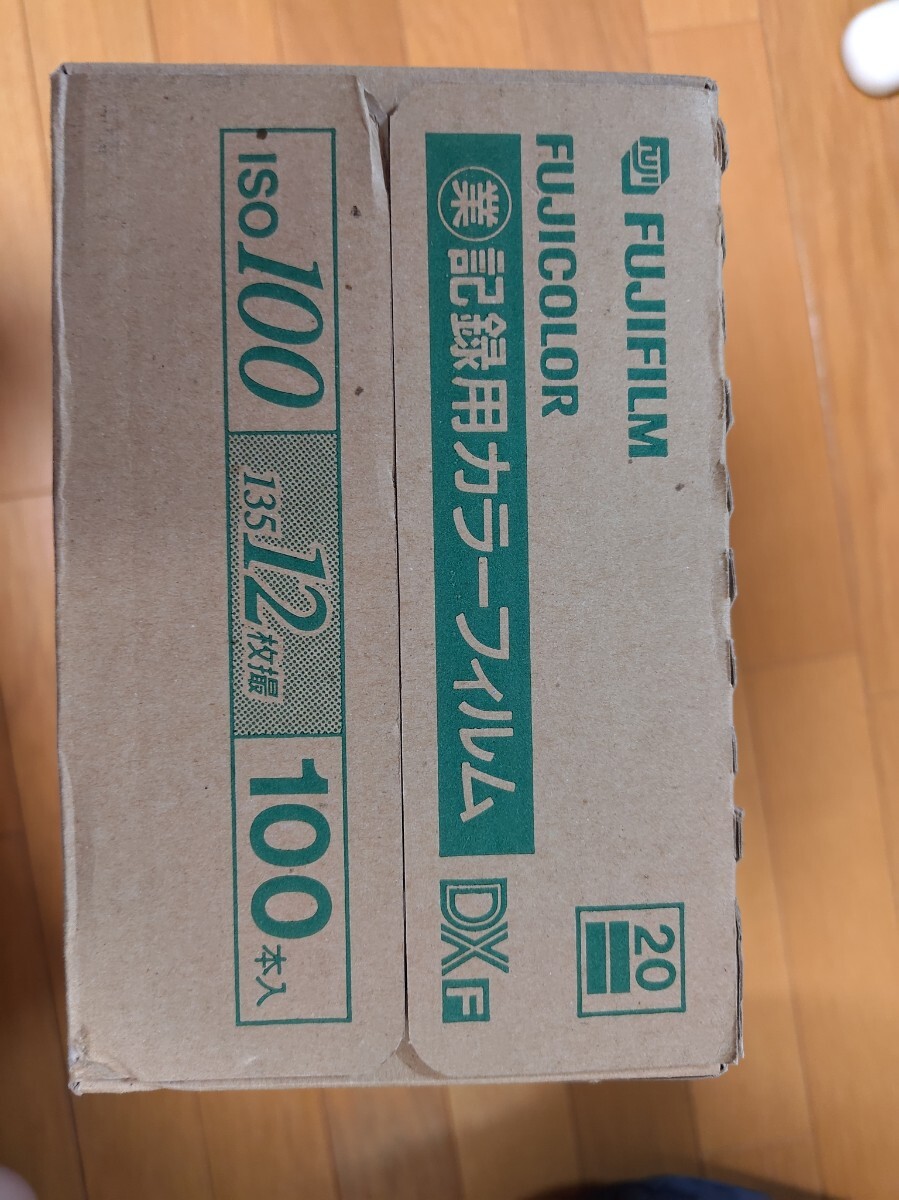 FUJI FUJIFILM
FUJICOLOR
業 記録用カラーフィルム DX F
20
ISO 100 135 12枚撮 100本入